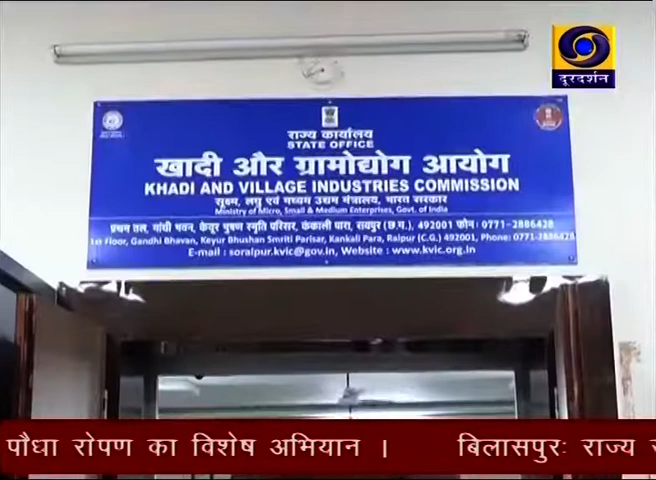 दूरदर्शन
राज्य कार्यालय
STATE OFFICE
खादी और ग्रामोद्योग आयोग
KHADI AND VILLAGE INDUSTRIES COMMISSION
सूक्ष्म, लघु एवं मध्यम उद्यम मंत्रालय, भारत सरकार
Ministry of Micro, Small & Medium Enterprises, Govt. of India
प्रथम तल, गांधी भवन, केयूर भूषण स्मृति परिसर, कंकाली पारा, रायपुर (छ.ग.), 492001 फोन : 0771-2886428
1st Floor, Gandhi Bhavan, Keyur Bhushan Smriti Parisar, Kankali Para, Raipur (C.G.) 492001, Phone : 0771-2886428
E-mail : soraipur.kvic@gov.in, Website : www.kvic.org.in
पौधा रोपण का विशेष अभियान । बिलासपुर: राज्य